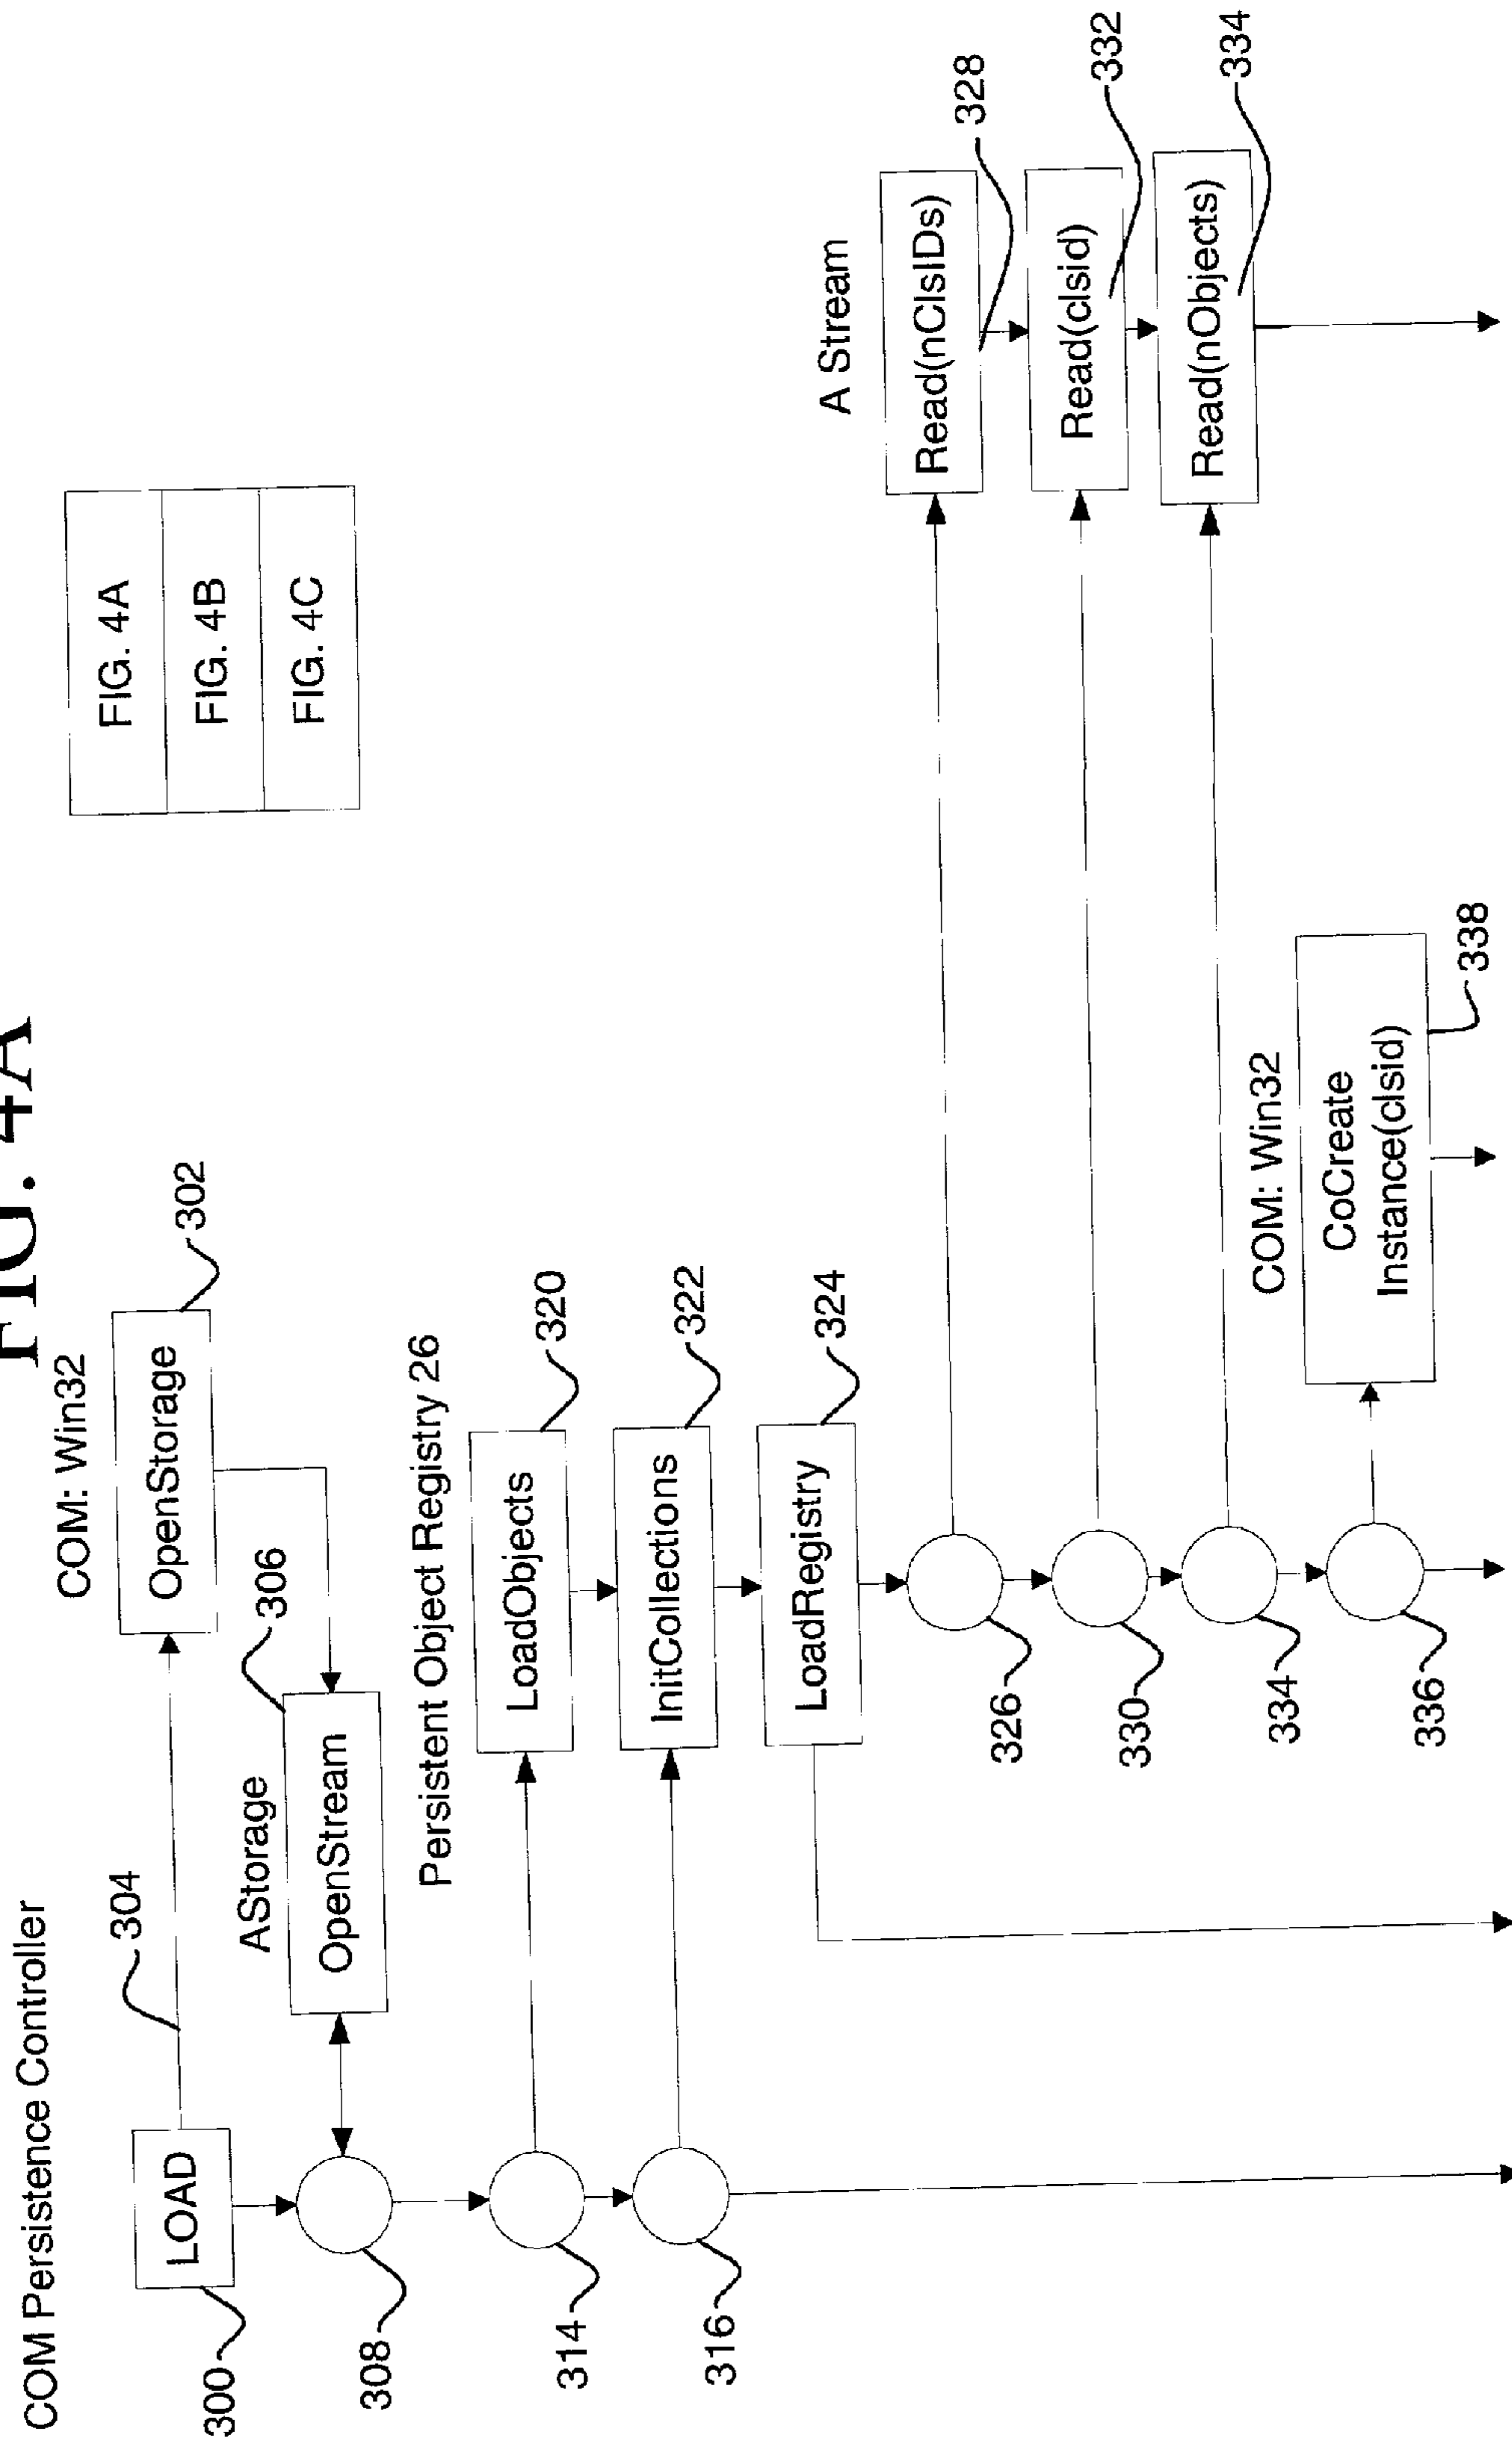 FIG. 4A
FIG. 4A
FIG. 4B
FIG. 4C
COM Persistence Controller
COM: Win32
304
302
LOAD
OpenStorage
300
AStorage
306
OpenStream
308
Persistent Object Registry 26
A Stream
LoadObjects
320
314
InitCollections
322
316
LoadRegistry
324
Read(nClsIDs)
328
326
Read(clsid)
332
330
Read(nObjects)
334
334
COM: Win32
CoCreate
Instance(clsid)
338
336